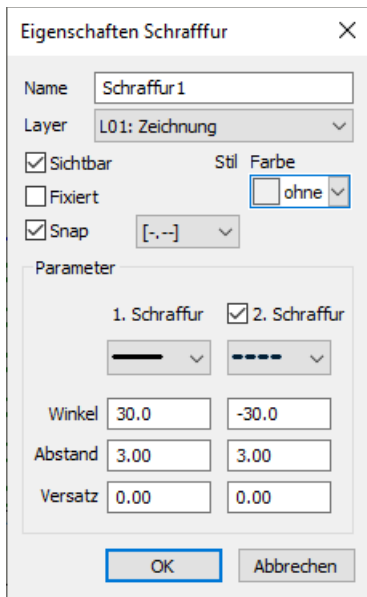 Eigenschaften Schrafffur
Name Schraffur1
Layer L01: Zeichnung
Sichtbar Stil Farbe
Fixiert ohne
Snap [-.--]
Parameter
1. Schraffur 2. Schraffur
Winkel 30.0 -30.0
Abstand 3.00 3.00
Versatz 0.00 0.00
OK Abbrechen